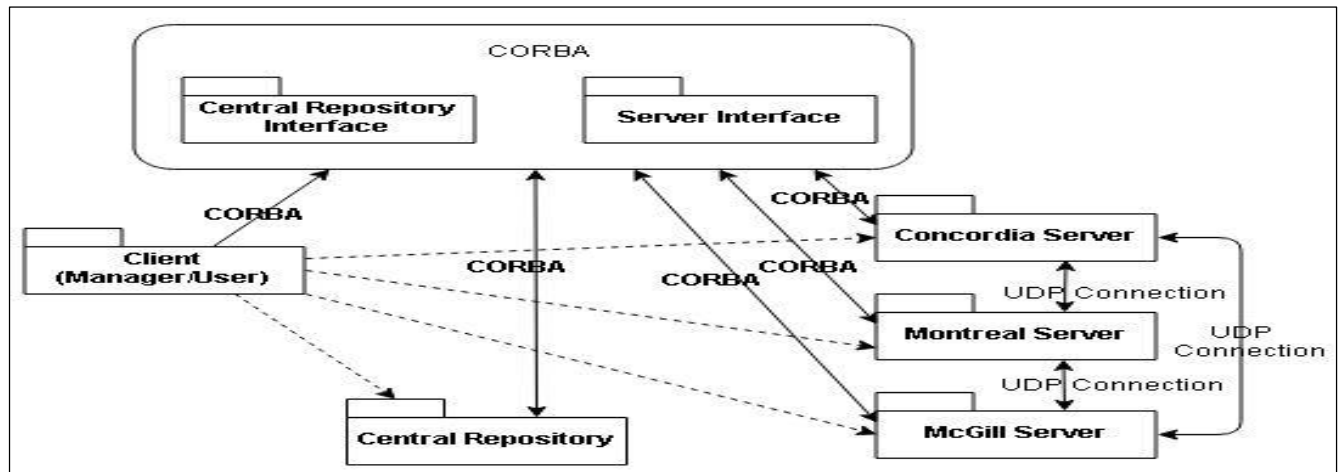 CORBA
Central Repository
Interface
Server Interface
CORBA
CORBA
Concordia Server
Client
(Manager/User)
CORBA
CORBA
CORBA
UDP Connection
Montreal Server
UDP
Connection
UDP Connection
Central Repository
McGill Server